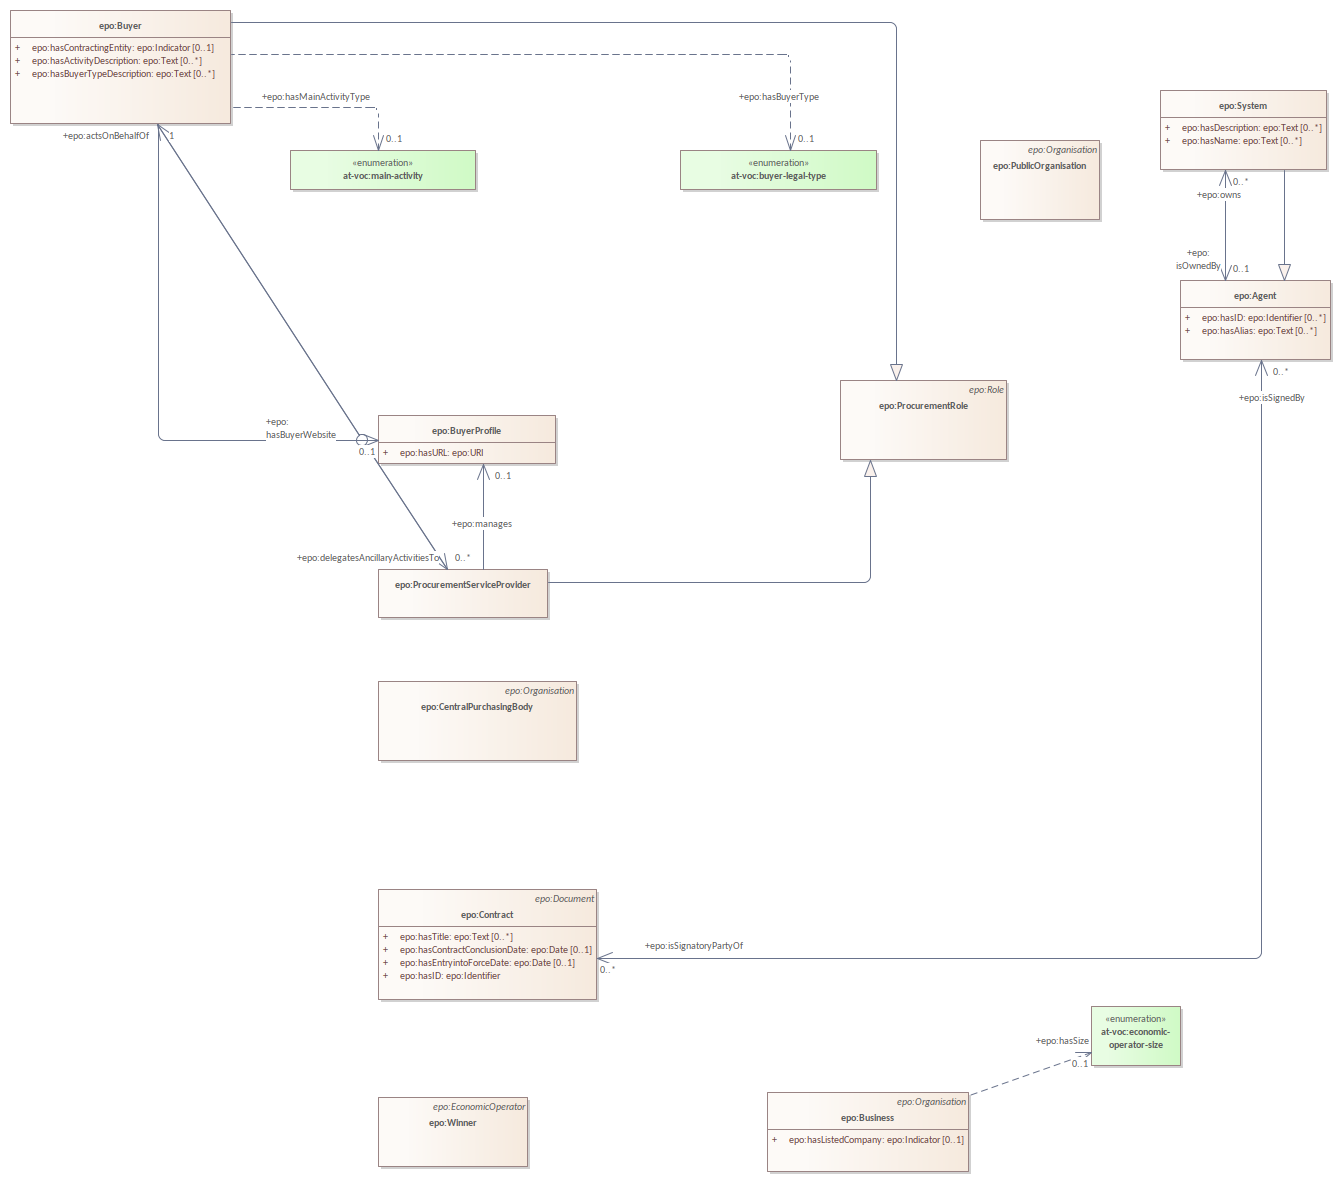 epo:Buyer
+ epo:hasContractingEntity: epo:Indicator [0..1]
+ epo:hasActivityDescription: epo:Text [0..*]
+ epo:hasBuyerTypeDescription: epo:Text [0..*]
+epo:actsOnBehalfOf
1
+epo:hasMainActivityType
0..1
«enumeration»
at-voc:main-activity
+epo:hasBuyerType
0..1
«enumeration»
at-voc:buyer-legal-type
epo:Organisation
epo:PublicOrganisation
epo:System
+ epo:hasDescription: epo:Text [0..*]
+ epo:hasName: epo:Text [0..*]
0..*
+epo:owns
+epo:
isOwnedBy
0..1
epo:Agent
+ epo:hasID: epo:Identifier [0..*]
+ epo:hasAlias: epo:Text [0..*]
0..*
+epo:isSignedBy
epo:Role
epo:ProcurementRole
+epo:
hasBuyerWebsite
0..1
epo:BuyerProfile
+ epo:hasURL: epo:URI
0..1
+epo:manages
+epo:delegatesAncillaryActivitiesTo
0..*
epo:ProcurementServiceProvider
epo:Organisation
epo:CentralPurchasingBody
epo:Document
epo:Contract
+ epo:hasTitle: epo:Text [0..*]
+ epo:hasContractConclusionDate: epo:Date [0..1]
+ epo:hasEntryintoForceDate: epo:Date [0..1]
+ epo:hasID: epo:Identifier
+epo:isSignatoryPartyOf
0..*
«enumeration»
at-voc:economic-
operator-size
+epo:hasSize
0..1
epo:EconomicOperator
epo:Winner
epo:Organisation
epo:Business
+ epo:hasListedCompany: epo:Indicator [0..1]